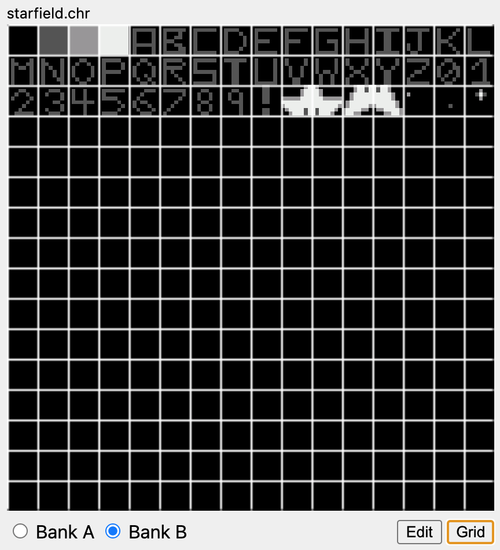 starfield.chr
ABCDEFGHIJKL
MNOPQRSTUVWXYZ01
23456789!
Bank A Bank B Edit Grid